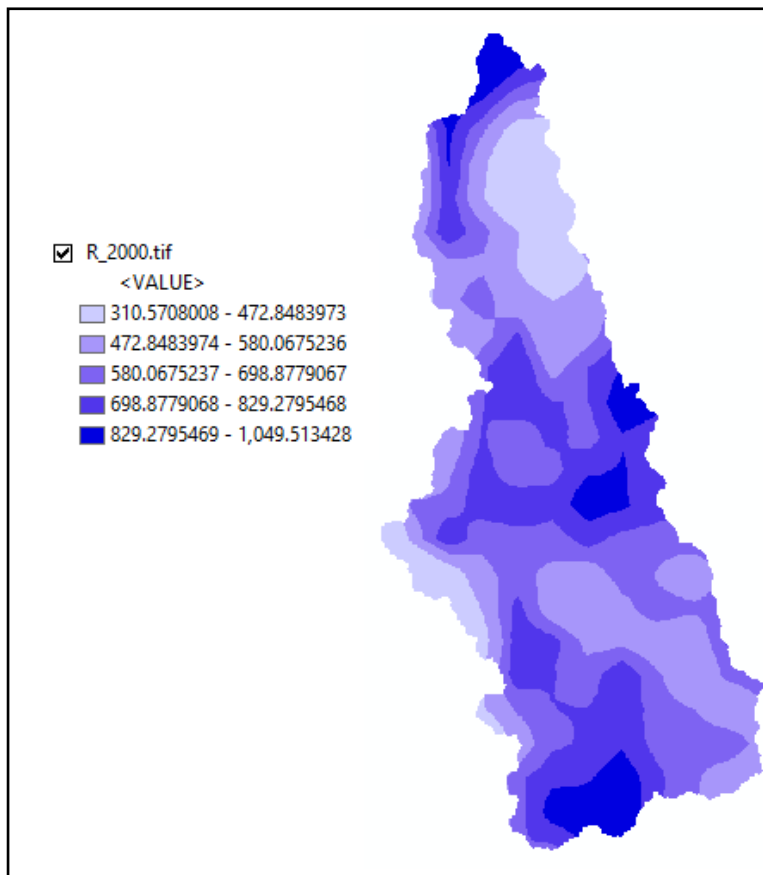 R_2000.tif
<VALUE>
310.5708008 - 472.8483973
472.8483974 - 580.0675236
580.0675237 - 698.8779067
698.8779068 - 829.2795468
829.2795469 - 1,049.513428